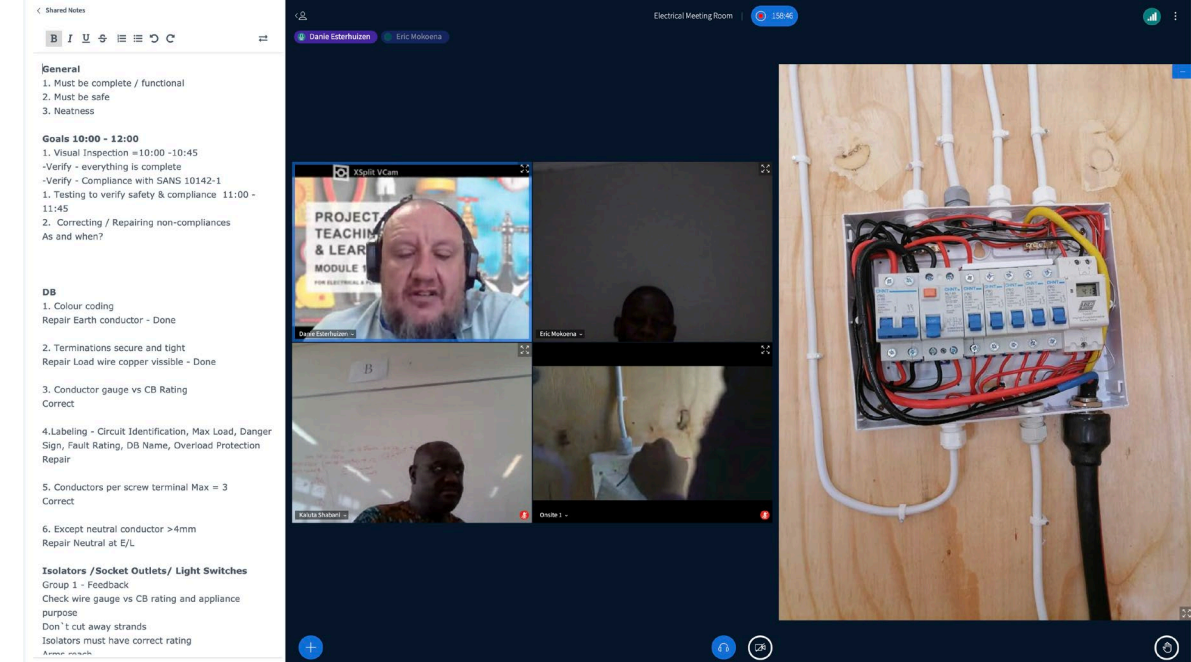 Shared Notes
B I U S
General
1. Must be complete / functional
2. Must be safe
3. Neatness
Goals 10:00 - 12:00
1. Visual Inspection =10:00 -10:45
-Verify - everything is complete
-Verify - Compliance with SANS 10142-1
1. Testing to verify safety & compliance 11:00 -
11:45
2. Correcting / Repairing non-compliances
As and when?
DB
1. Colour coding
Repair Earth conductor - Done
2. Terminations secure and tight
Repair Load wire copper vissible - Done
3. Conductor gauge vs CB Rating
Correct
4.Labeling - Circuit Identification, Max Load, Danger
Sign, Fault Rating, DB Name, Overload Protection
Repair
5. Conductors per screw terminal Max = 3
Correct
6. Except neutral conductor >4mm
Repair Neutral at E/L
Isolators /Socket Outlets/ Light Switches
Group 1 - Feedback
Check wire gauge vs CB rating and appliance
purpose
Don`t cut away strands
Isolators must have correct rating
Arms reach
Electrical Meeting Room
158:46
Danie Esterhuizen
Eric Mokoena
XSplit VCam
PROJECT
TEACHIN
& LEAR
MODULE 1
Danie Esterhuizen
Eric Mokoena
B
Kaluta Shabani
Onsite 1